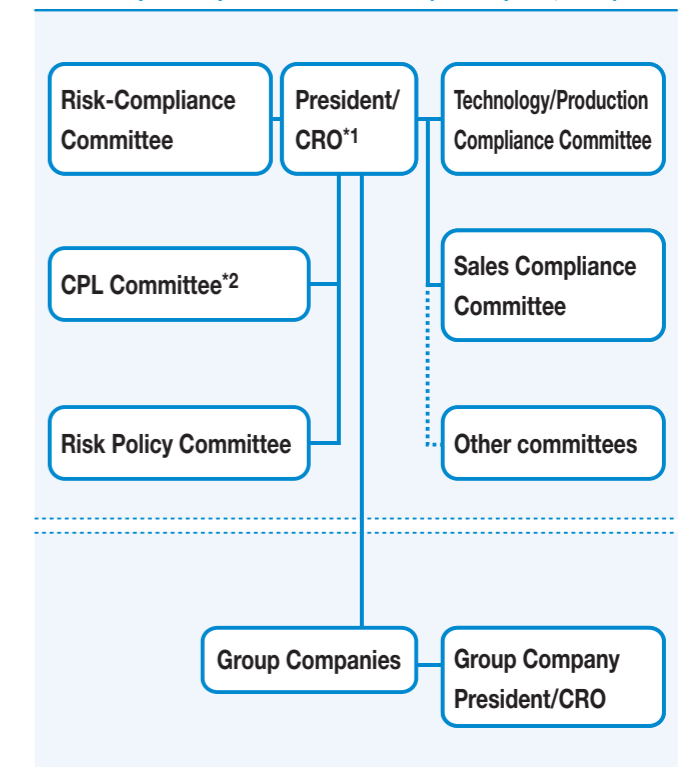 Risk-Compliance
Committee
President/
CRO*1
Technology/Production
Compliance Committee
CPL Committee*2
Sales Compliance
Committee
Risk Policy Committee
Other committees
Group Companies
Group Company
President/CRO